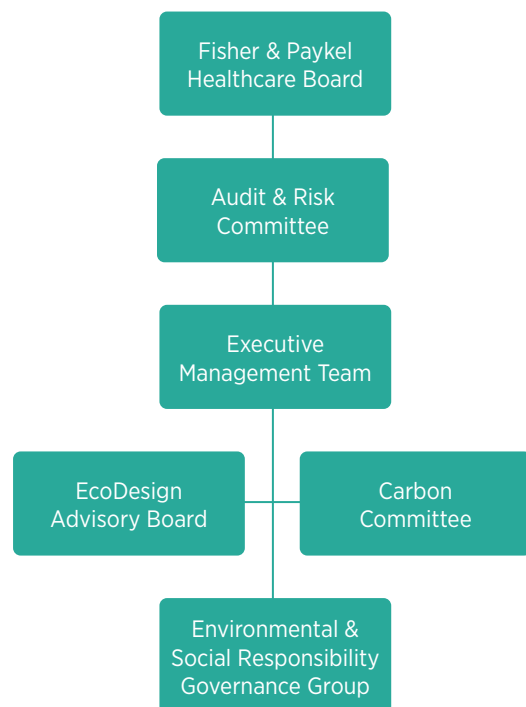 Fisher & Paykel
Healthcare Board
Audit & Risk
Committee
Executive
Management Team
EcoDesign
Advisory Board
Carbon
Committee
Environmental &
Social Responsibility
Governance Group